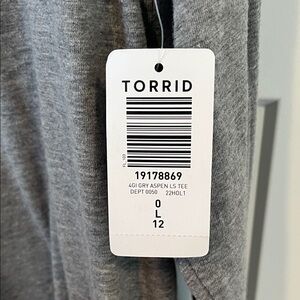 TORRID
19178869
4GI GRY ASPEN LS TEE
DEPT 0050 22HOL1
0
L
12